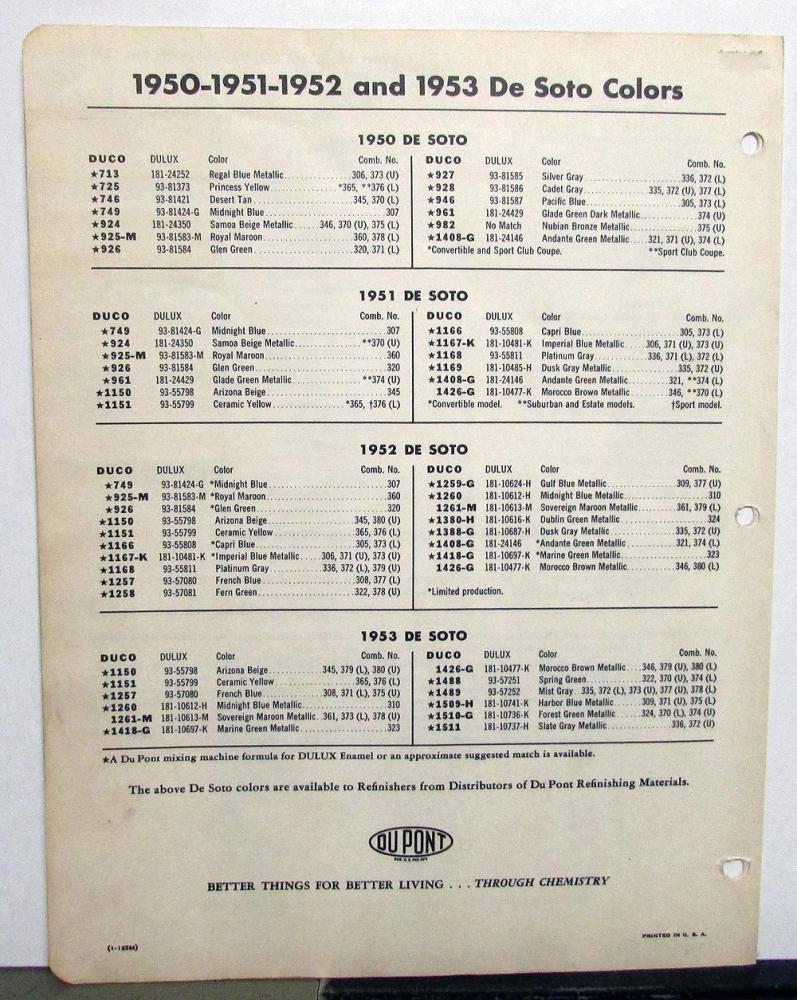 1950-1951-1952 and 1953 De Soto Colors
1950 DE SOTO
DUCO DULUX Color Comb. No.
★713 181-24252 Regal Blue Metallic 306, 373 (U)
★725 93-81373 Princess Yellow *365, **376 (L)
★746 93-81421 Desert Tan 345, 370 (L)
★749 93-81424-G Midnight Blue 307
★924 181-24350 Samoa Beige Metallic 346, 370 (U), 375 (L)
★925-M 93-81583-M Royal Maroon 360, 378 (L)
★926 93-81584 Glen Green 320, 371 (L)
DUCO DULUX Color Comb. No.
★927 93-81585 Silver Gray 336, 372 (L)
★928 93-81586 Cadet Gray 335, 372 (U), 377 (L)
★946 93-81587 Pacific Blue 305, 373 (L)
★961 181-24429 Glade Green Dark Metallic 374 (U)
★982 No Match Nubian Bronze Metallic 375 (U)
★1408-G 181-24146 Andante Green Metallic 321, 371 (U), 374 (L)
*Convertible and Sport Club Coupe. **Sport Club Coupe.
1951 DE SOTO
DUCO DULUX Color Comb. No.
★749 93-81424-G Midnight Blue 307
★924 181-24350 Samoa Beige Metallic **370 (U)
★925-M 93-81583-M Royal Maroon 360
★926 93-81584 Glen Green 320
★961 181-24429 Glade Green Metallic **374 (U)
★1150 93-55798 Arizona Beige 345
★1151 93-55799 Ceramic Yellow *365, †376 (L)
DUCO DULUX Color Comb. No.
★1166 93-55808 Capri Blue 305, 373 (L)
★1167-K 181-10481-K Imperial Blue Metallic 306, 371 (U), 373 (U)
★1168 93-55811 Platinum Gray 336, 371 (L), 372 (L)
★1169 181-10485-H Dusk Gray Metallic 335, 372 (U)
★1408-G 181-24146 Andante Green Metallic 321, **374 (L)
1426-G 181-10477-K Morocco Brown Metallic 346, **370 (L)
*Convertible model. **Suburban and Estate models. †Sport model.
1952 DE SOTO
DUCO DULUX Color Comb. No.
★749 93-81424-G *Midnight Blue 307
★925-M 93-81583-M *Royal Maroon 360
★926 93-81584 *Glen Green 320
★1150 93-55798 Arizona Beige 345, 380 (U)
★1151 93-55799 Ceramic Yellow 365, 376 (L)
★1166 93-55808 *Capri Blue 305, 373 (L)
★1167-K 181-10481-K *Imperial Blue Metallic 306, 371 (U), 373 (U)
★1168 93-55811 Platinum Gray 336, 372 (L), 379 (U)
★1257 93-57080 French Blue 308, 377 (L)
★1258 93-57081 Fern Green 322, 378 (U)
DUCO DULUX Color Comb. No.
★1259-G 181-10624-H Gulf Blue Metallic 309, 377 (U)
★1260 181-10612-H Midnight Blue Metallic 310
1261-M 181-10613-M Sovereign Maroon Metallic 361, 379 (L)
★1380-H 181-10616-K Dublin Green Metallic 324
★1388-G 181-10687-H Dusk Gray Metallic 335, 372 (U)
★1408-G 181-24146 *Andante Green Metallic 321, 374 (L)
★1418-G 181-10697-K *Marine Green Metallic 323
1426-G 181-10477-K Morocco Brown Metallic 346, 380 (L)
*Limited production.
1953 DE SOTO
DUCO DULUX Color Comb. No.
★1150 93-55798 Arizona Beige 345, 379 (L), 380 (U)
★1151 93-55799 Ceramic Yellow 365, 376 (L)
★1257 93-57080 French Blue 308, 371 (L), 375 (U)
★1260 181-10612-H Midnight Blue Metallic 310
1261-M 181-10613-M Sovereign Maroon Metallic 361, 373 (L), 378 (U)
★1418-G 181-10697-K Marine Green Metallic 323
DUCO DULUX Color Comb. No.
1426-G 181-10477-K Morocco Brown Metallic 346, 379 (U), 380 (L)
★1488 93-57251 Spring Green 322, 370 (U), 374 (L)
★1489 93-57252 Mist Gray 335, 372 (L), 373 (U), 377 (U), 378 (L)
★1509-H 181-10741-K Harbor Blue Metallic 309, 371 (U), 375 (L)
★1510-G 181-10736-K Forest Green Metallic 324, 370 (L), 374 (U)
★1511 181-10737-H Slate Gray Metallic 336, 372 (U)
★A Du Pont mixing machine formula for DULUX Enamel or an approximate suggested match is available.
The above De Soto colors are available to Refinishers from Distributors of Du Pont Refinishing Materials.
DU PONT
REG. U.S. PAT. OFF.
BETTER THINGS FOR BETTER LIVING . . . THROUGH CHEMISTRY
PRINTED IN U. S. A.